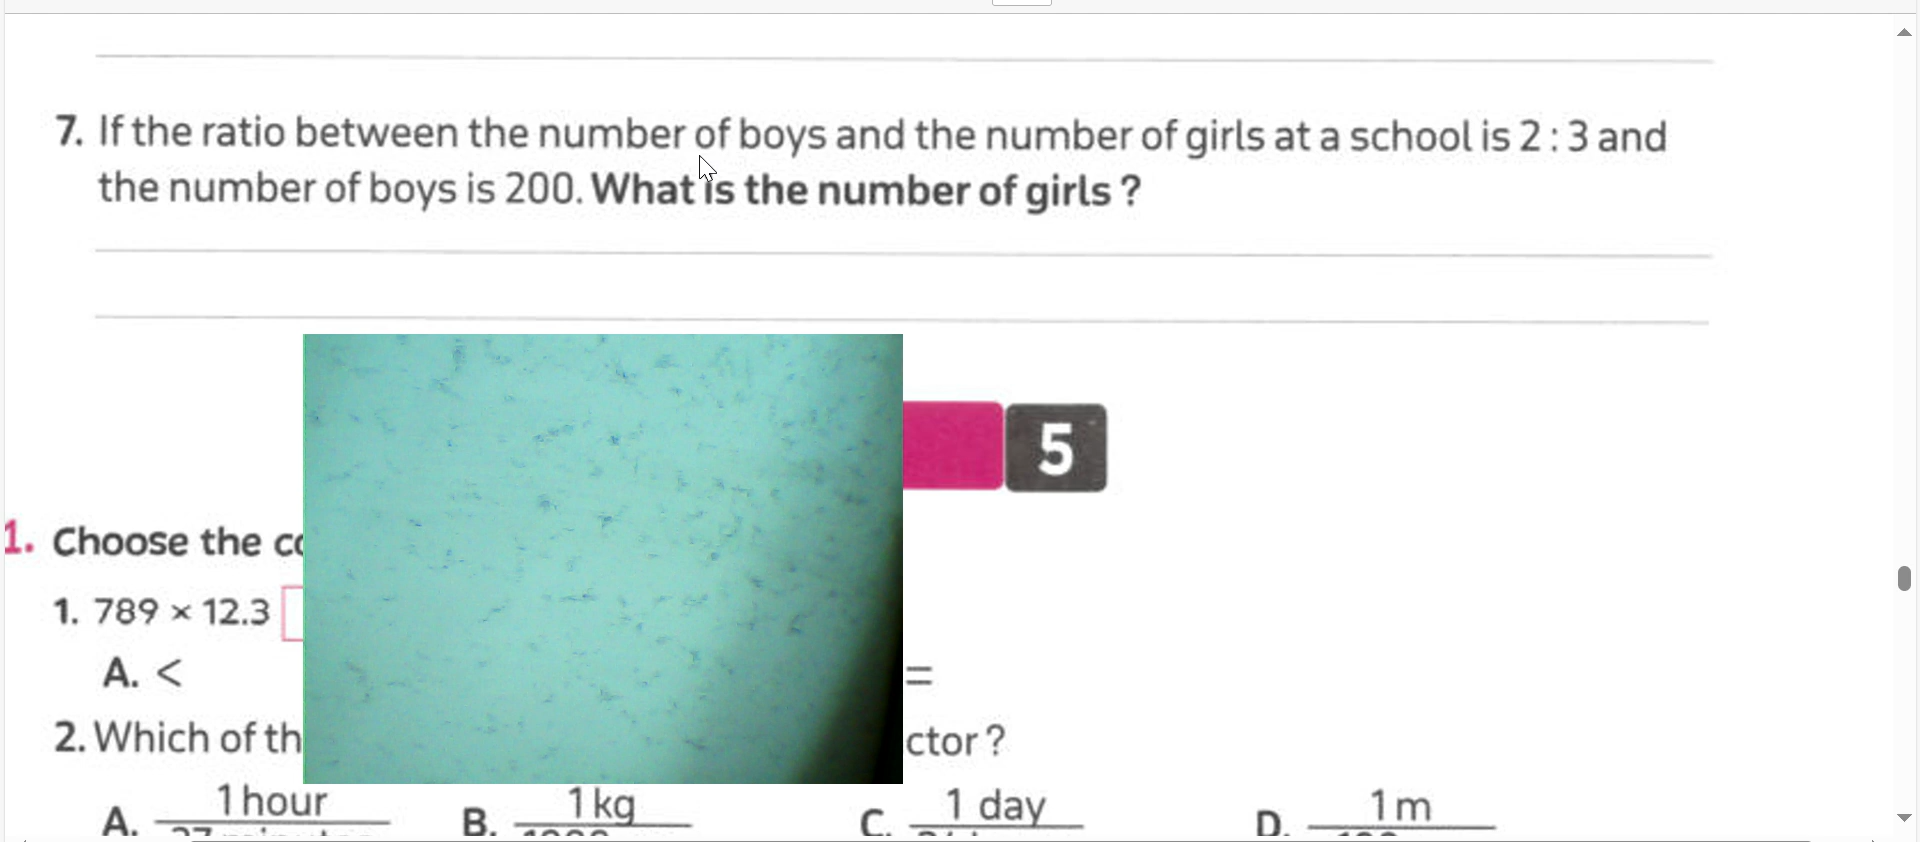 7. If the ratio between the number of boys and the number of girls at a school is 2 : 3 and
the number of boys is 200. What is the number of girls ?
5
1. Choose the
1. 789 × 12.3
A. < =
2. Which of
A. 1 hour B. 1 kg C. 1 day D. 1 m